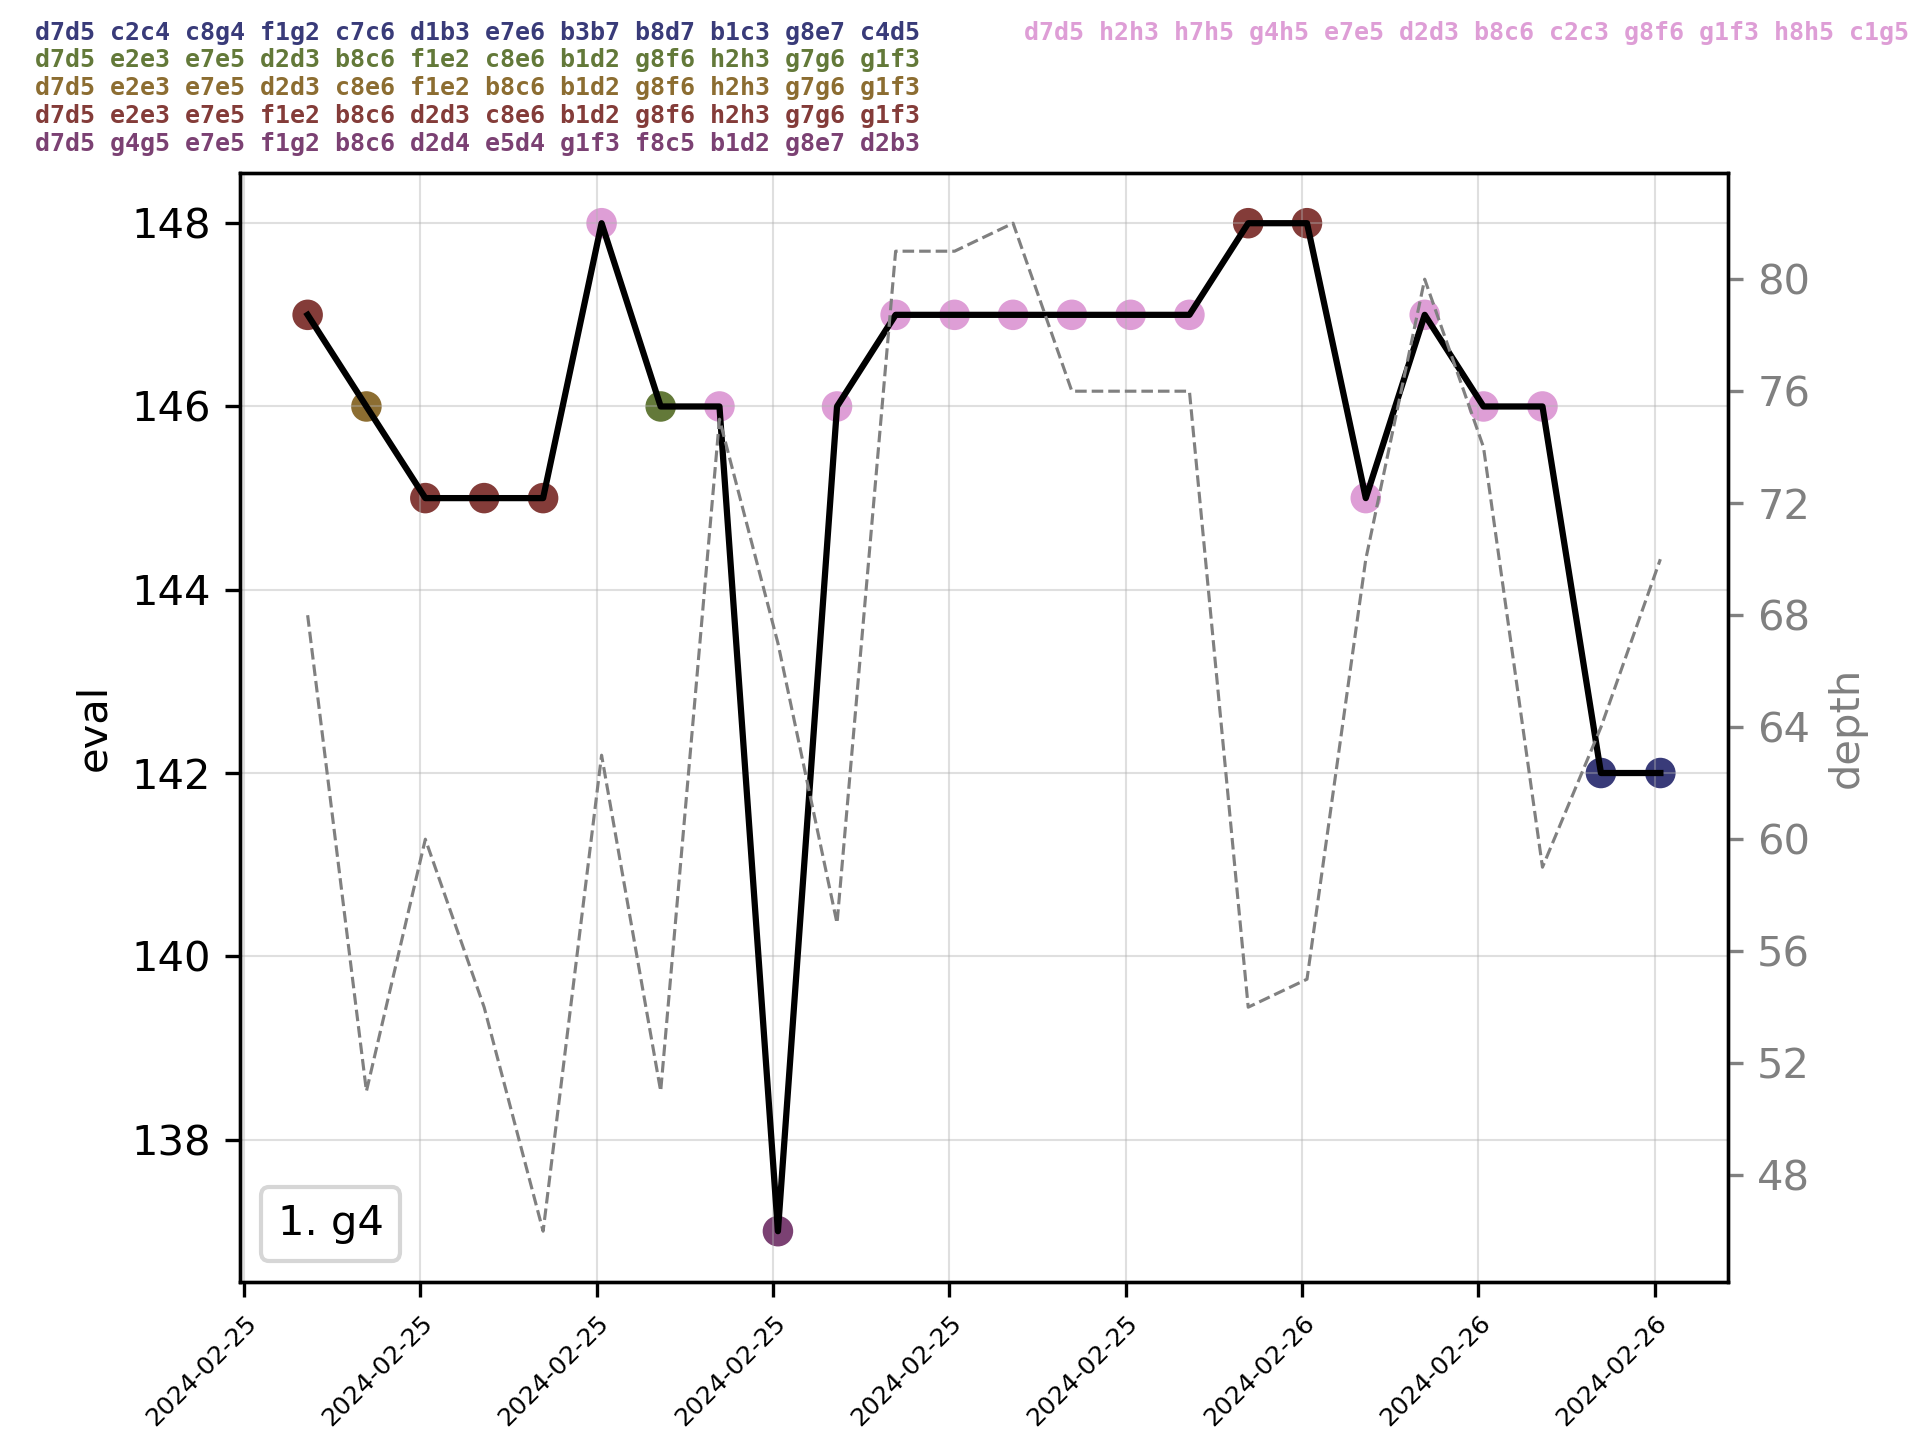 d7d5 c2c4 c8g4 f1g2 c7c6 d1b3 e7e6 b3b7 b8d7 b1c3 g8e7 c4d5
d7d5 e2e3 e7e5 d2d3 b8c6 f1e2 c8e6 b1d2 g8f6 h2h3 g7g6 g1f3
d7d5 e2e3 e7e5 d2d3 c8e6 f1e2 b8c6 b1d2 g8f6 h2h3 g7g6 g1f3
d7d5 e2e3 e7e5 f1e2 b8c6 d2d3 c8e6 b1d2 g8f6 h2h3 g7g6 g1f3
d7d5 g4g5 e7e5 f1g2 b8c6 d2d4 e5d4 g1f3 f8c5 b1d2 g8e7 d2b3
d7d5 h2h3 h7h5 g4h5 e7e5 d2d3 b8c6 c2c3 g8f6 g1f3 h8h5 c1g5
148
146
144
142
140
138
eval
80
76
72
68
64
60
56
52
48
depth
1. g4
2024-02-25
2024-02-25
2024-02-25
2024-02-25
2024-02-25
2024-02-25
2024-02-26
2024-02-26
2024-02-26